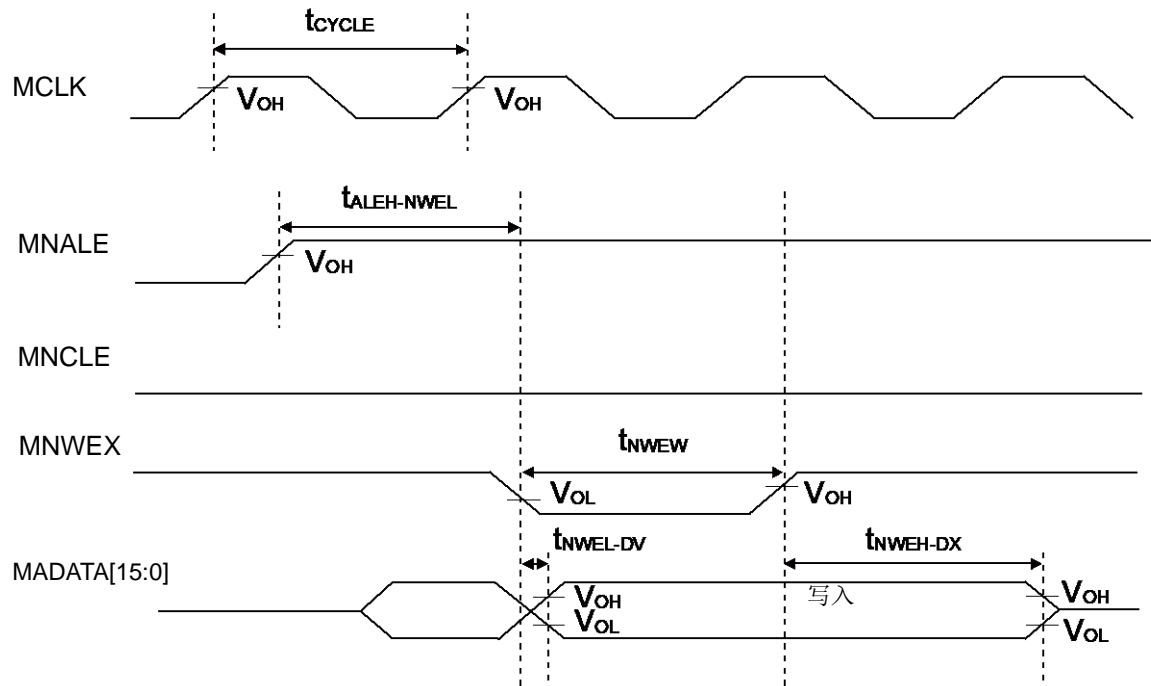 tCYCLE
MCLK
VOH
VOH
tALEH-NWEL
MNALE
VOH
MNCLE
MNWEX
tNWEW
VOL
VOH
tNWEL-DV
tNWEH-DX
MADATA[15:0]
VOH
写入
VOH
VOL
VOL